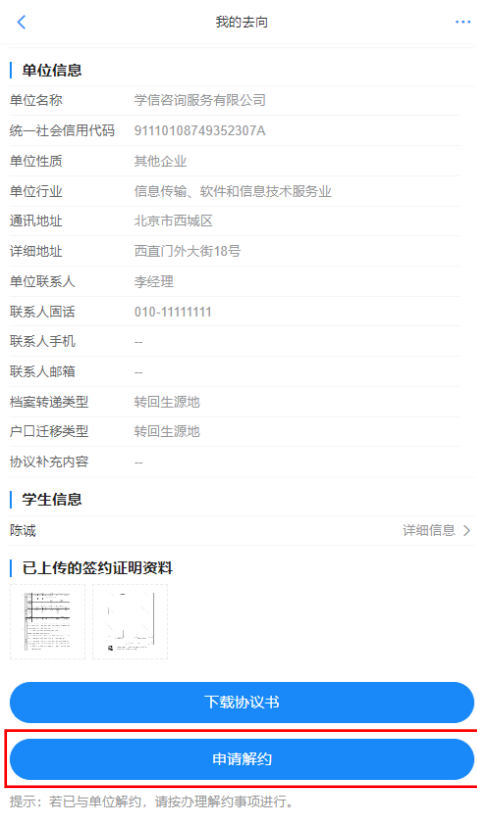 我的去向
单位信息
单位名称 学信咨询服务有限公司
统一社会信用代码 91110108749352307A
单位性质 其他企业
单位行业 信息传输、软件和信息技术服务业
通讯地址 北京市西城区
详细地址 西直门外大街18号
单位联系人 李经理
联系人固话 010-11111111
联系人手机 --
联系人邮箱 --
档案转递类型 转回生源地
户口迁移类型 转回生源地
协议补充内容 --
学生信息
陈诚 详细信息
已上传的签约证明资料
下载协议书
申请解约
提示：若已与单位解约，请按办理解约事项进行。